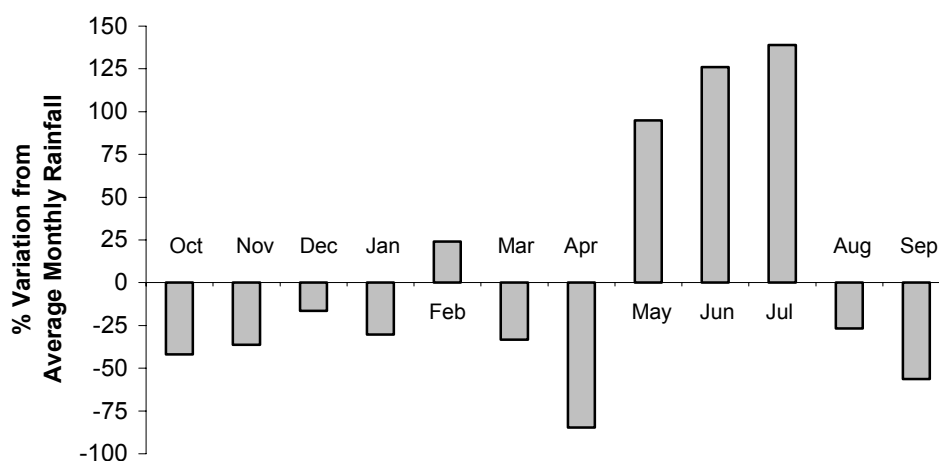 % Variation from
Average Monthly Rainfall
150
125
100
75
50
25
0
-25
-50
-75
-100
Oct
Nov
Dec
Jan
Feb
Mar
Apr
May
Jun
Jul
Aug
Sep